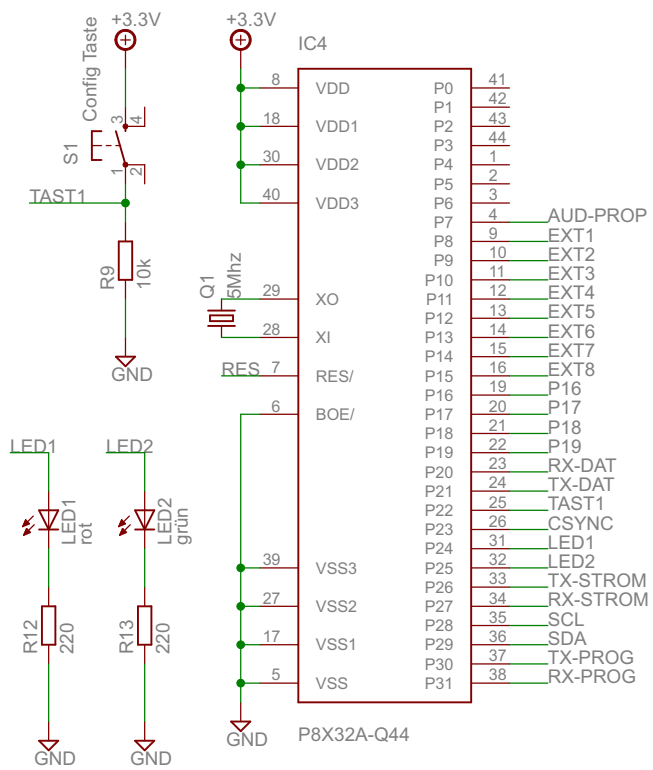 +3.3V
Config Taste
3
4
S1
1
2
TAST1
R9
10k
GND
+3.3V
IC4
8 VDD
18 VDD1
30 VDD2
40 VDD3
Q1
5Mhz
29 XO
28 XI
RES 7 RES/
6 BOE/
39 VSS3
27 VSS2
17 VSS1
5 VSS
GND
P8X32A-Q44
P0 41
P1 42
P2 43
P3 44
P4 1
P5 2
P6 3
P7 4 AUD-PROP
P8 9 EXT1
P9 10 EXT2
P10 11 EXT3
P11 12 EXT4
P12 13 EXT5
P13 14 EXT6
P14 15 EXT7
P15 16 EXT8
P16 19 P16
P17 20 P17
P18 21 P18
P19 22 P19
P20 23 RX-DAT
P21 24 TX-DAT
P22 25 TAST1
P23 26 CSYNC
P24 31 LED1
P25 32 LED2
P26 33 TX-STROM
P27 34 RX-STROM
P28 35 SCL
P29 36 SDA
P30 37 TX-PROG
P31 38 RX-PROG
LED1
LED1
rot
R12
220
GND
LED2
LED2
grün
R13
220
GND